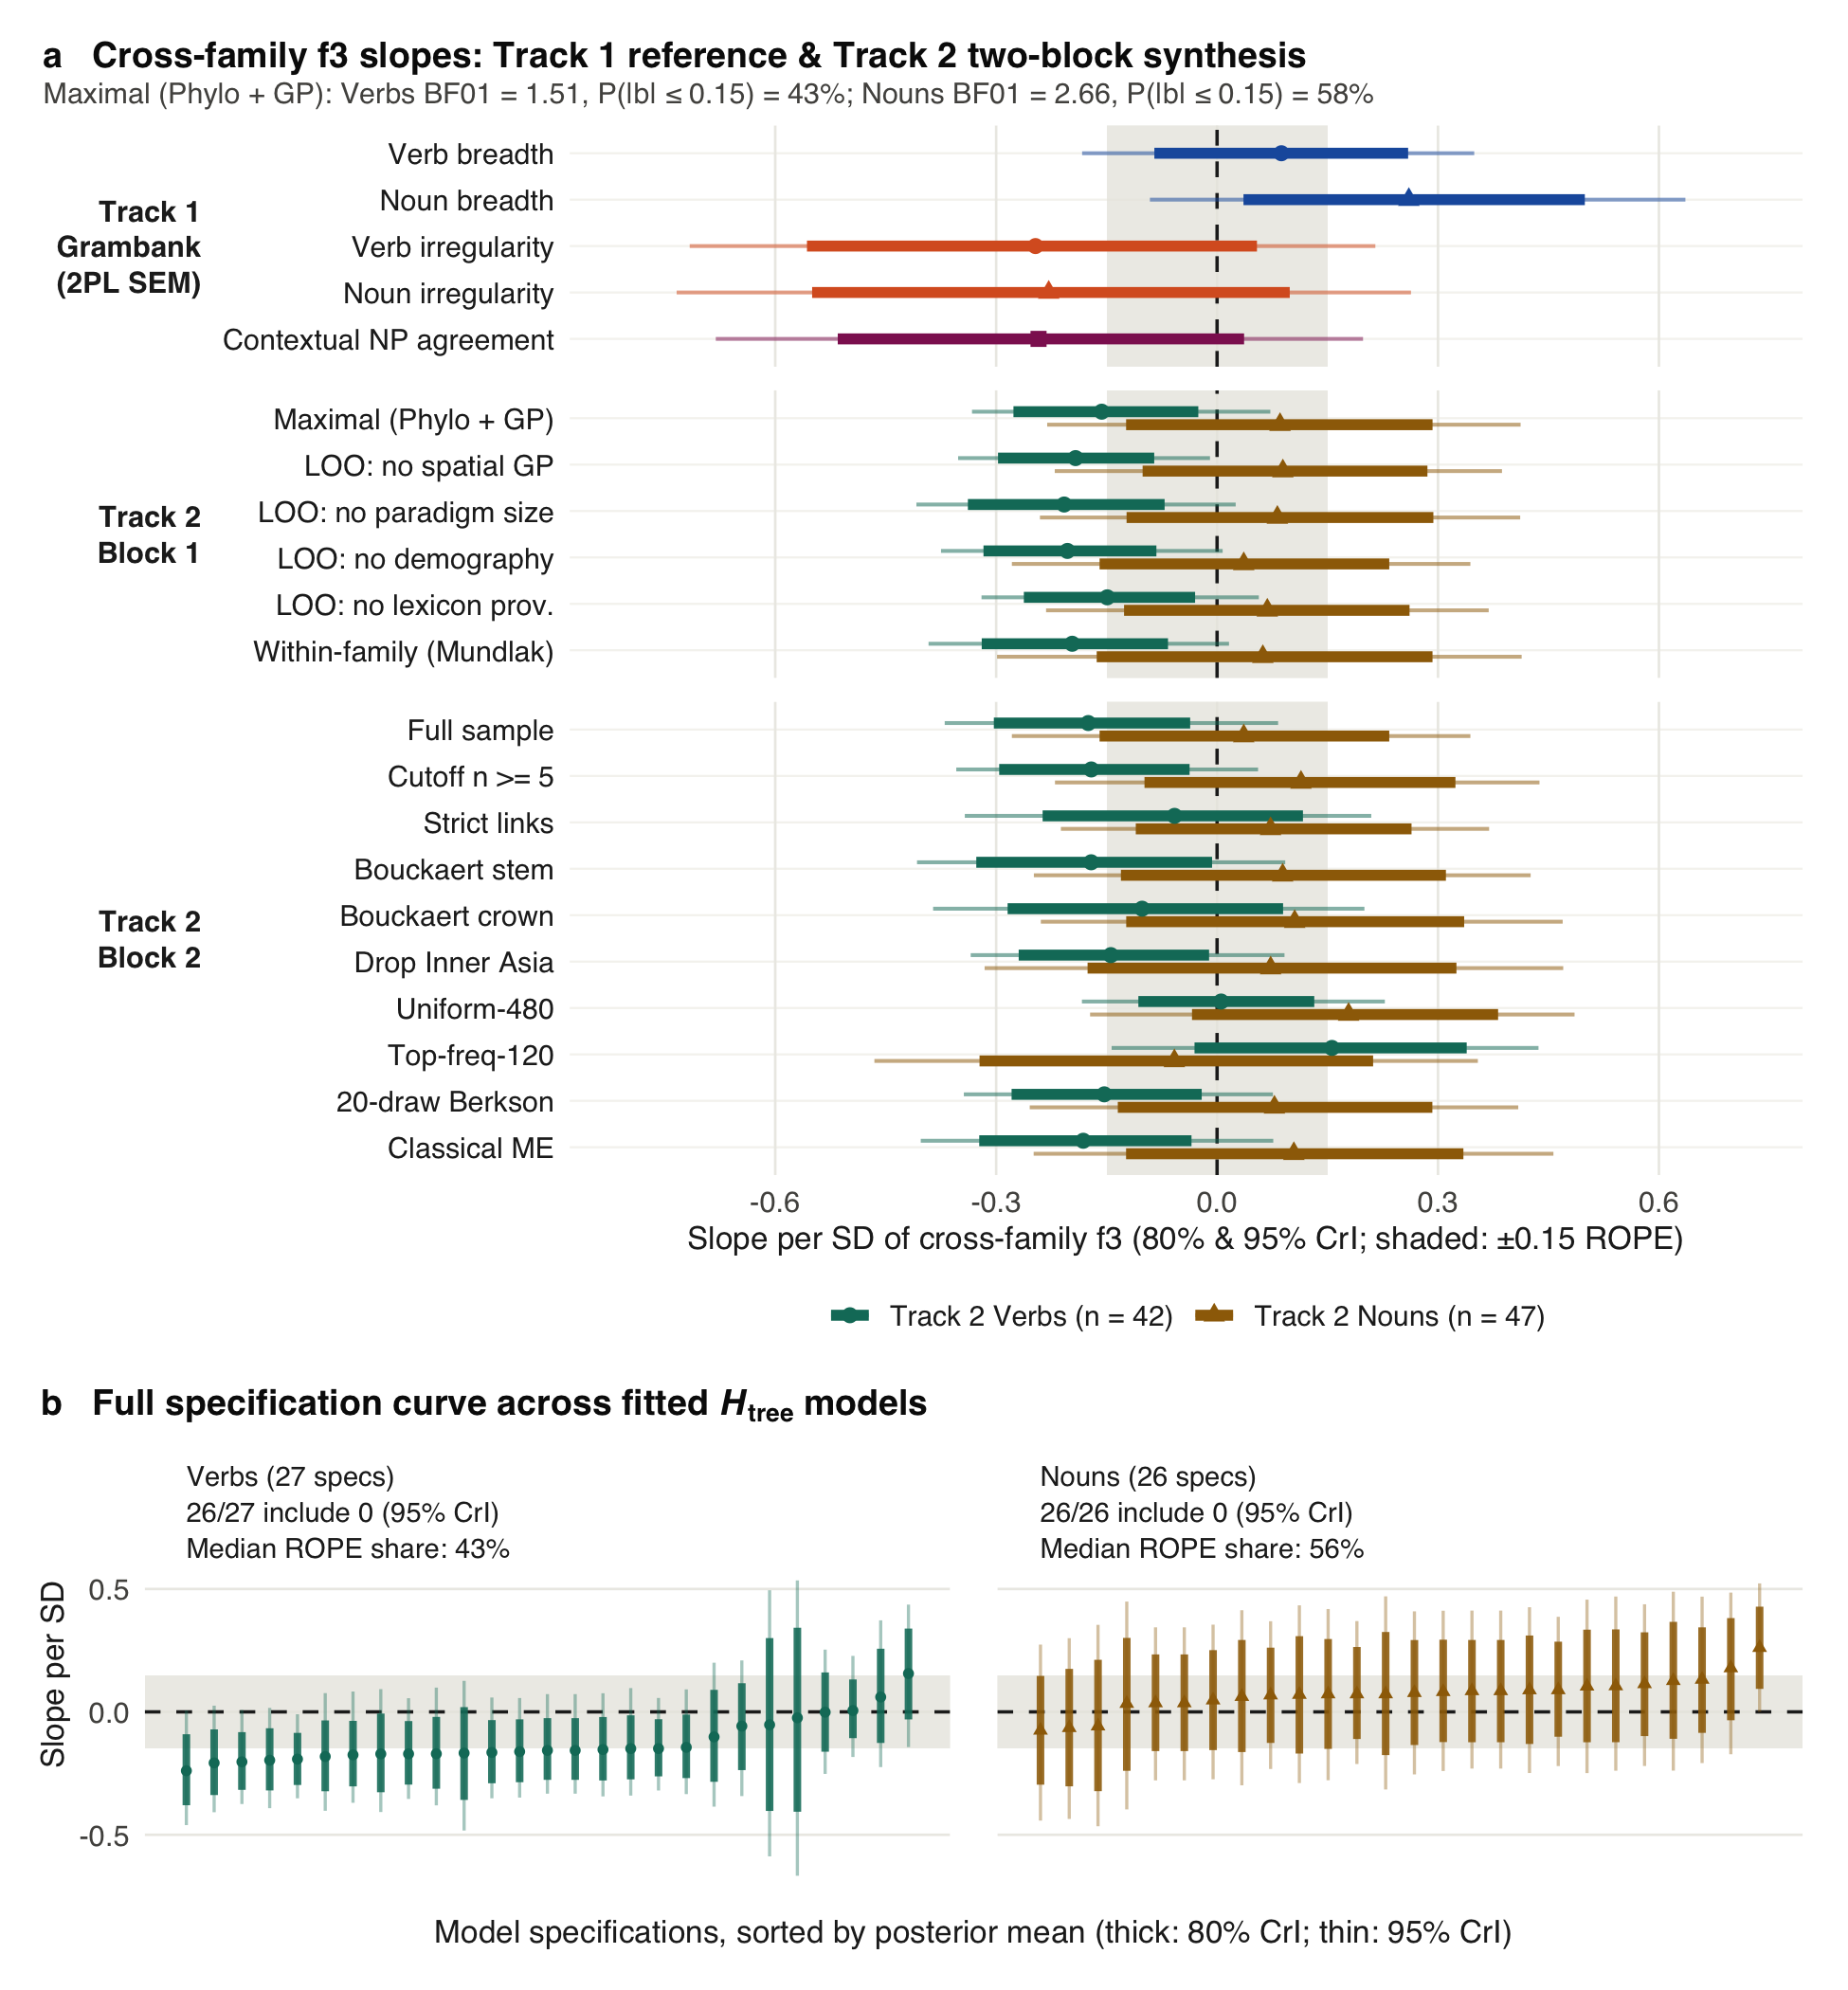 a Cross-family f3 slopes: Track 1 reference & Track 2 two-block synthesis
Maximal (Phylo + GP): Verbs BF01 = 1.51, P(lbl ≤ 0.15) = 43%; Nouns BF01 = 2.66, P(lbl ≤ 0.15) = 58%
Track 1
Grambank
(2PL SEM)
Verb breadth
Noun breadth
Verb irregularity
Noun irregularity
Contextual NP agreement
Track 2
Block 1
Maximal (Phylo + GP)
LOO: no spatial GP
LOO: no paradigm size
LOO: no demography
LOO: no lexicon prov.
Within-family (Mundlak)
Track 2
Block 2
Full sample
Cutoff n >= 5
Strict links
Bouckaert stem
Bouckaert crown
Drop Inner Asia
Uniform-480
Top-freq-120
20-draw Berkson
Classical ME
-0.6 -0.3 0.0 0.3 0.6
Slope per SD of cross-family f3 (80% & 95% CrI; shaded: ±0.15 ROPE)
Track 2 Verbs (n = 42) Track 2 Nouns (n = 47)
b Full specification curve across fitted Htree models
Verbs (27 specs)
26/27 include 0 (95% CrI)
Median ROPE share: 43%
Nouns (26 specs)
26/26 include 0 (95% CrI)
Median ROPE share: 56%
Slope per SD
0.5
0.0
-0.5
Model specifications, sorted by posterior mean (thick: 80% CrI; thin: 95% CrI)